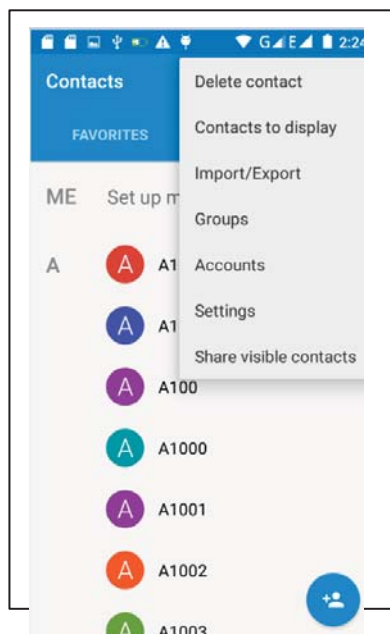 G E 2:24
Contacts
Delete contact
FAVORITES
Contacts to display
Import/Export
ME Set up m
Groups
A
A A1
Accounts
A A1
Settings
Share visible contacts
A A100
A A1000
A A1001
A A1002
A A1003